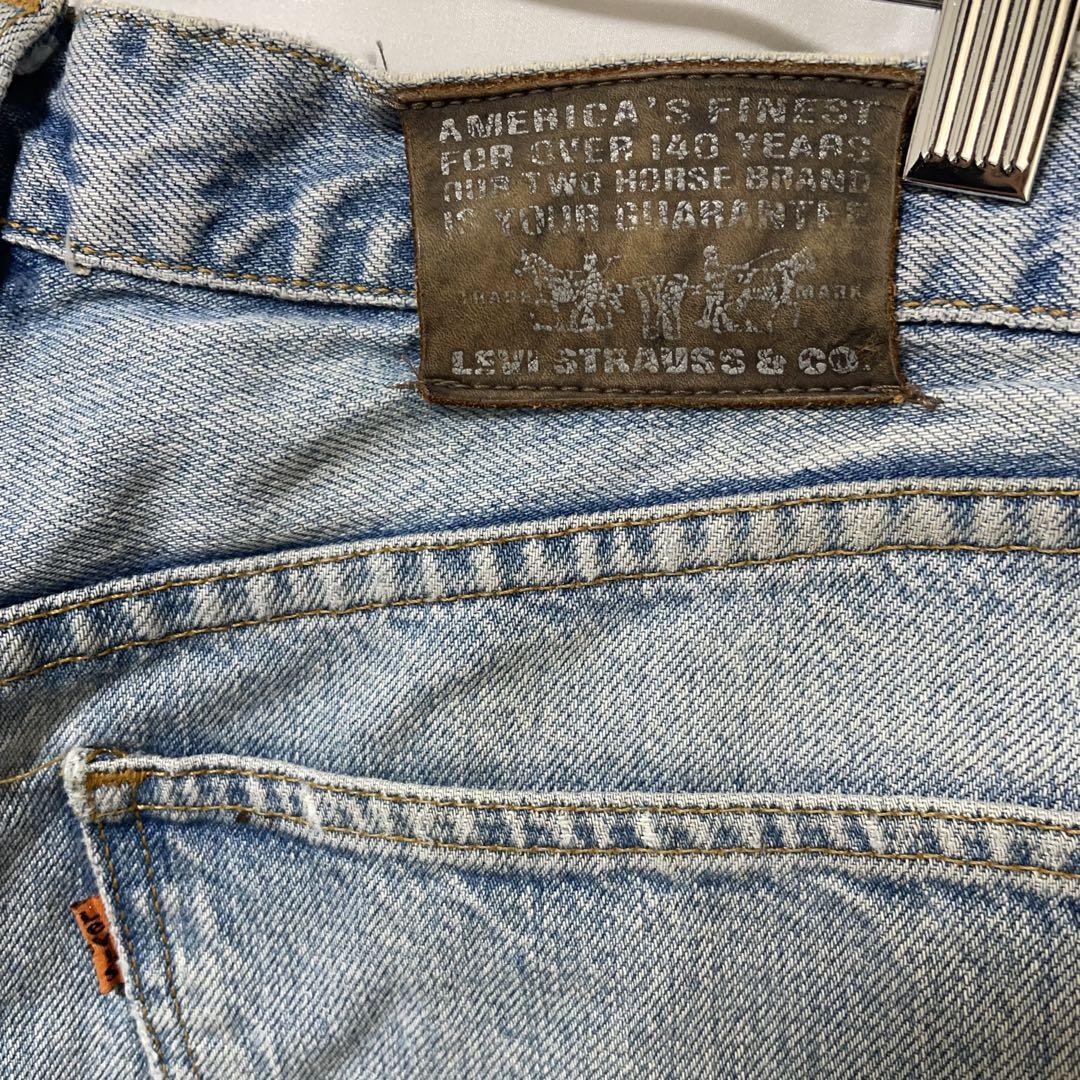 AMERICA'S FINEST
FOR OVER 140 YEARS
OUR TWO HORSE BRAND
IS YOUR GUARANTEE
TRADE MARK
LEVI STRAUSS & CO.
LEVI'S